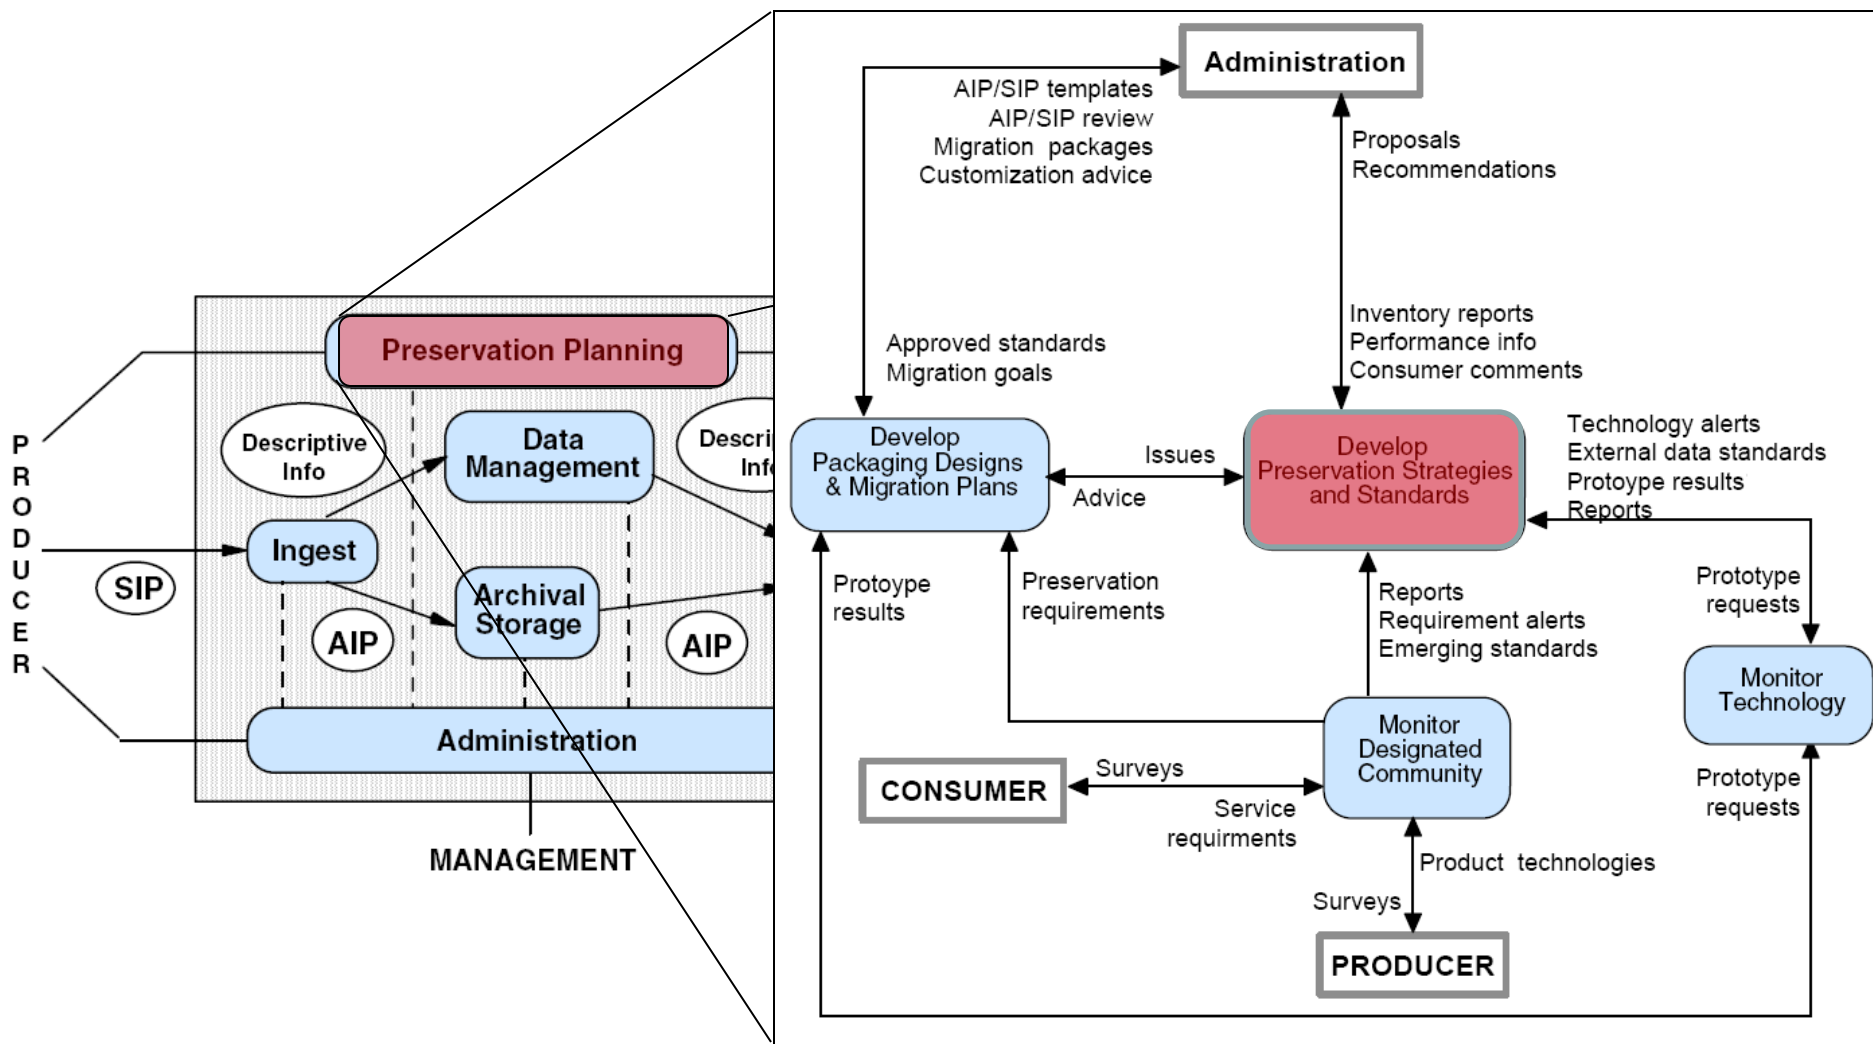 Preservation Planning
Descriptive
Info
Data
Management
Descri
Inf
P
R
O
D
U
C
E
R
Ingest
SIP
AIP
Archival
Storage
AIP
Administration
MANAGEMENT
Administration
AIP/SIP templates
AIP/SIP review
Migration packages
Customization advice
Proposals
Recommendations
Inventory reports
Performance info
Consumer comments
Approved standards
Migration goals
Develop
Packaging Designs
& Migration Plans
Issues
Advice
Develop
Preservation Strategies
and Standards
Technology alerts
External data standards
Protoype results
Reports
Protoype
results
Preservation
requirements
Reports
Requirement alerts
Emerging standards
Prototype
requests
Monitor
Technology
Monitor
Designated
Community
CONSUMER
Surveys
Service
requirments
Prototype
requests
Product technologies
Surveys
PRODUCER